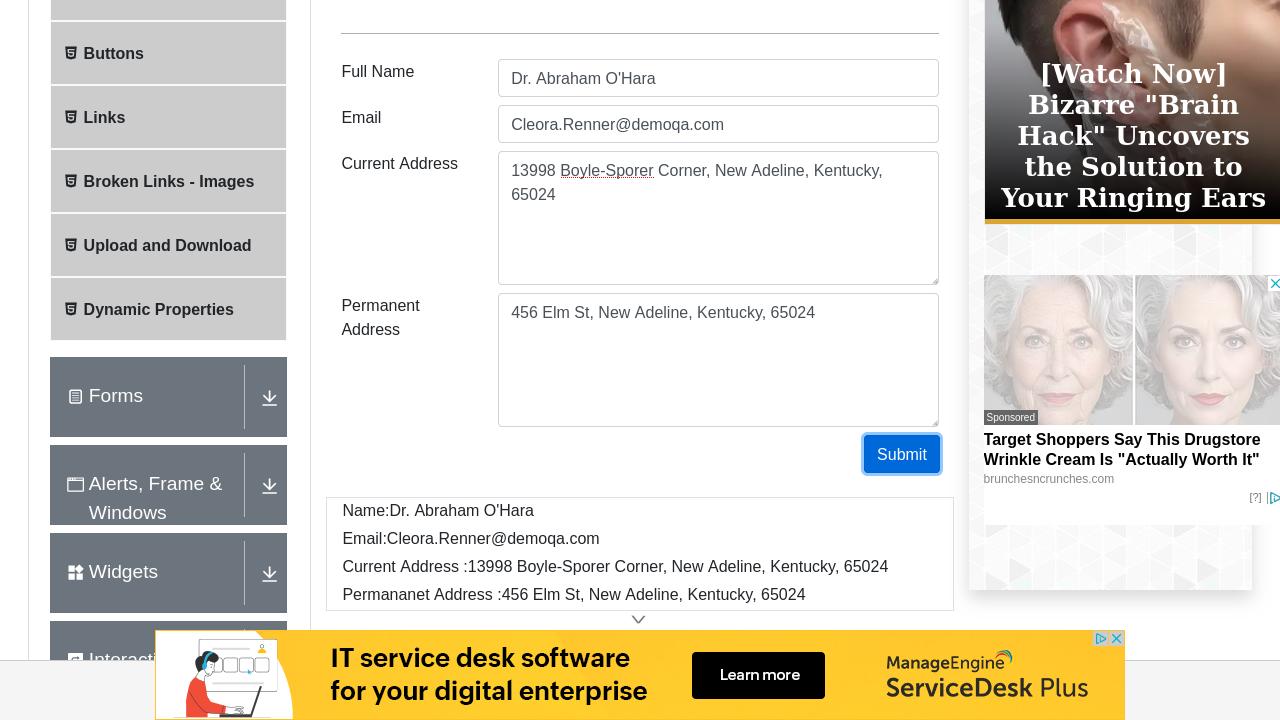 Buttons
Links
Broken Links - Images
Upload and Download
Dynamic Properties
Forms
Alerts, Frame &
Windows
Widgets
Full Name
Dr. Abraham O'Hara
Email
Cleora.Renner@demoqa.com
Current Address
13998 Boyle-Sporer Corner, New Adeline, Kentucky,
65024
Permanent
Address
456 Elm St, New Adeline, Kentucky, 65024
Submit
Name:Dr. Abraham O'Hara
Email:Cleora.Renner@demoqa.com
Current Address :13998 Boyle-Sporer Corner, New Adeline, Kentucky, 65024
Permananet Address :456 Elm St, New Adeline, Kentucky, 65024
[Watch Now]
Bizarre "Brain
Hack" Uncovers
the Solution to
Your Ringing Ears
Sponsored
Target Shoppers Say This Drugstore
Wrinkle Cream Is "Actually Worth It"
brunchesncrunches.com
[?]
IT service desk software
for your digital enterprise
Learn more
ManageEngine
ServiceDesk Plus